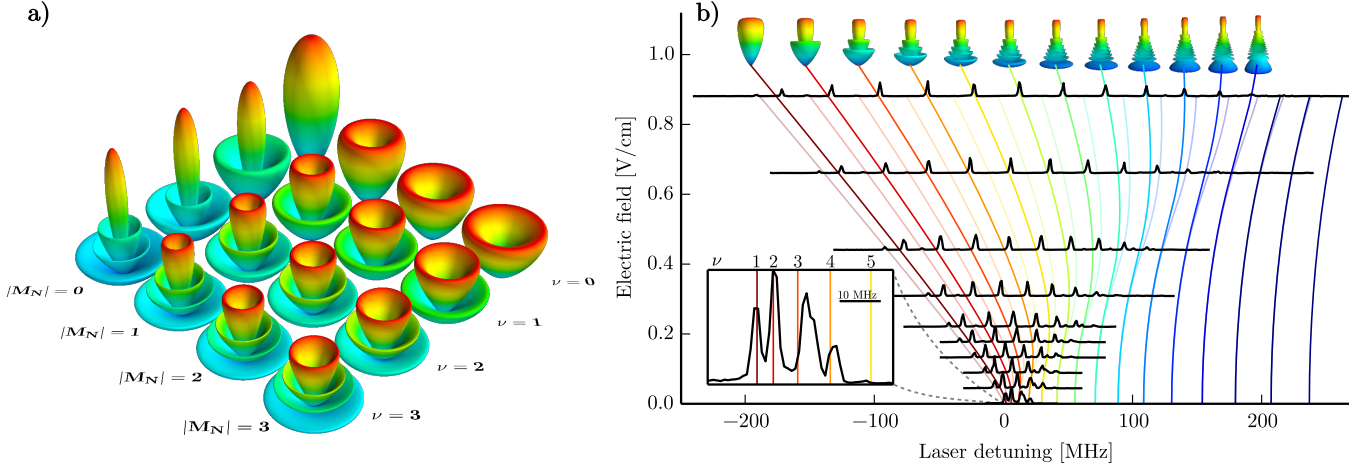 a)
|M_N| = 0
|M_N| = 1
|M_N| = 2
|M_N| = 3
ν = 0
ν = 1
ν = 2
ν = 3
b)
Electric field [V/cm]
1.0
0.8
0.6
0.4
0.2
0.0
ν 1 2 3 4 5
10 MHz
−200 −100 0 100 200
Laser detuning [MHz]